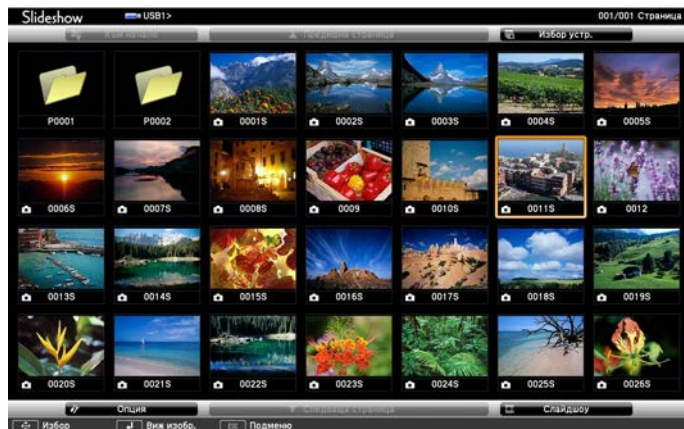 Slideshow USB1> 001/001 Страница
Към начало Предишна страница Избор устр.
P0001 P0002 0001S 0002S 0003S 0004S 0005S
0006S 0007S 0008S 0009 0010S 0011S 0012
0013S 0014S 0015S 0016S 0017S 0018S 0019S
0020S 0021S 0022S 0023S 0024S 0025S 0026S
Опция Следваща страница Слайдшоу
Избор Виж изобр. Esc Подменю